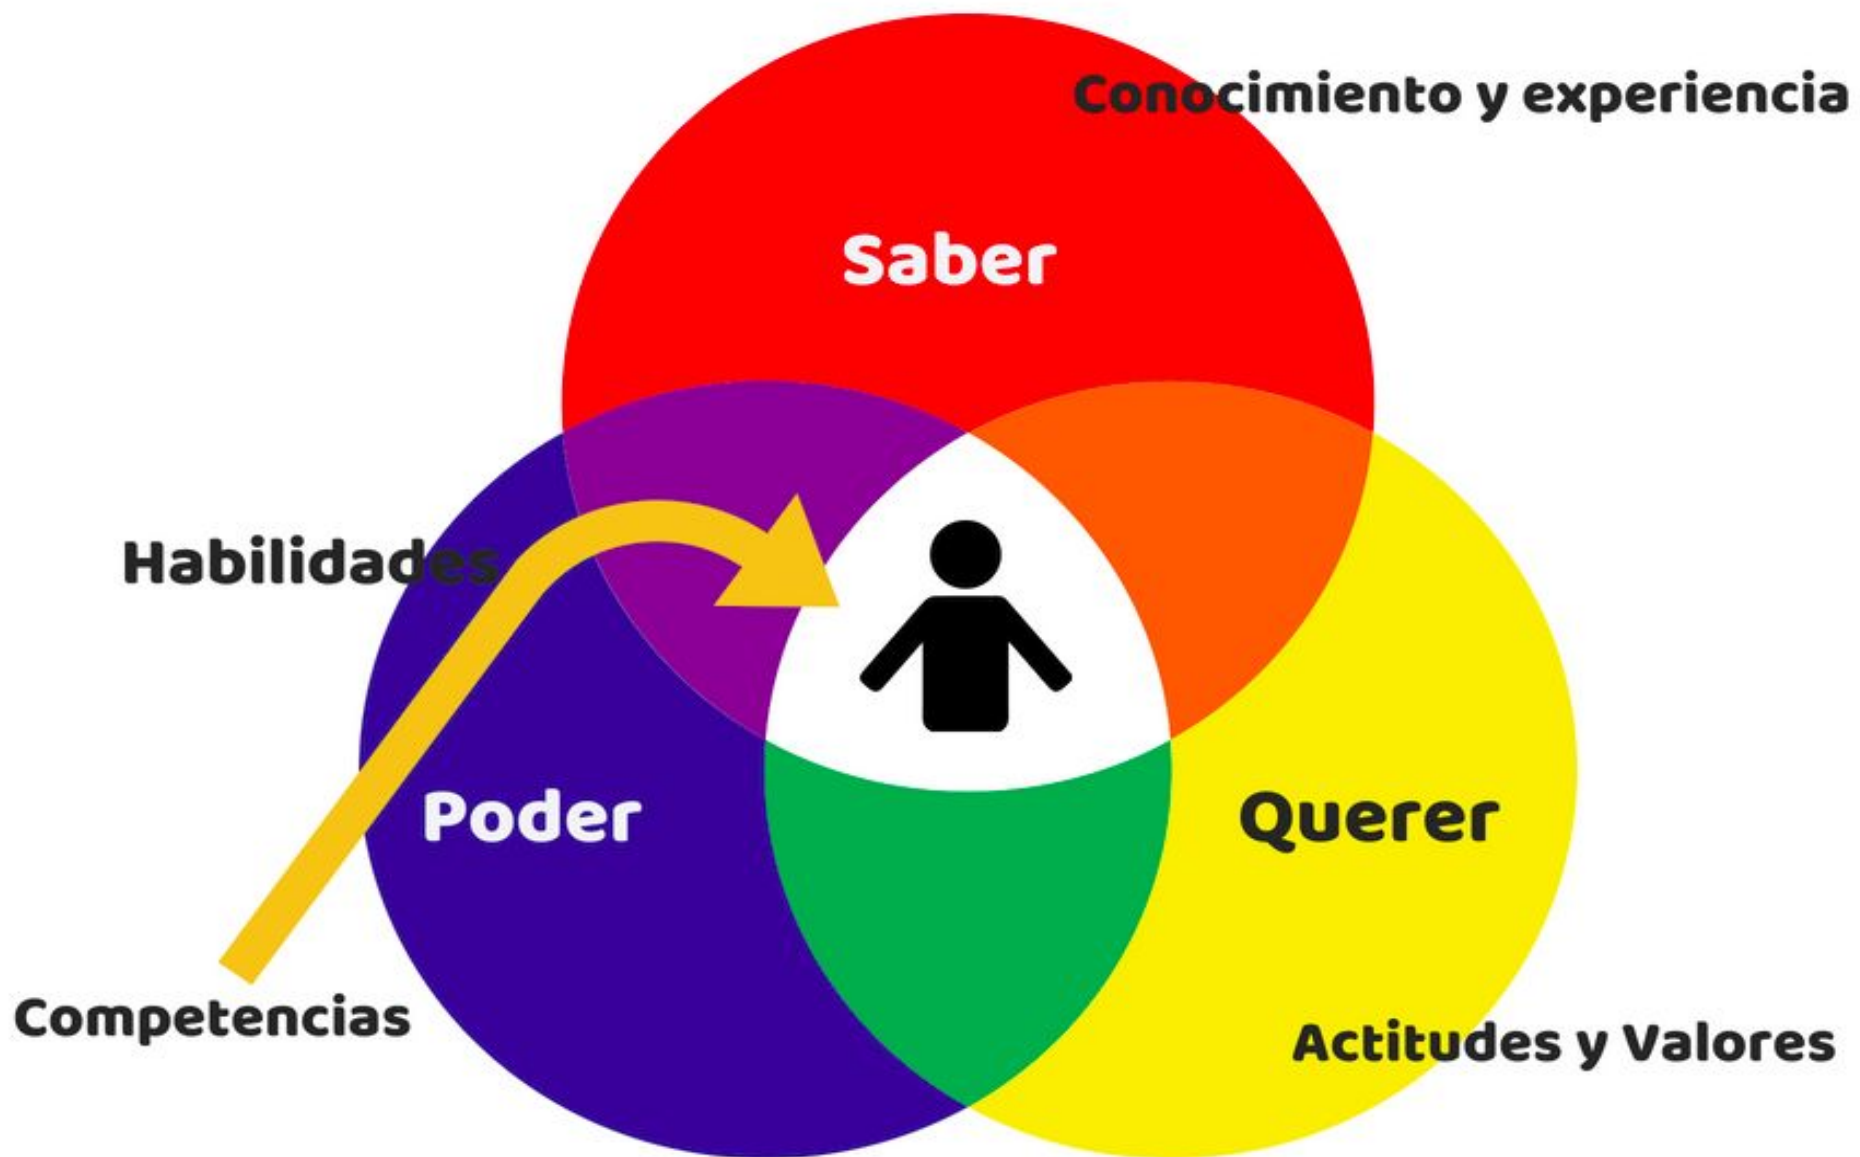 Conocimiento y experiencia
Saber
Habilidades
Poder
Querer
Competencias
Actitudes y Valores